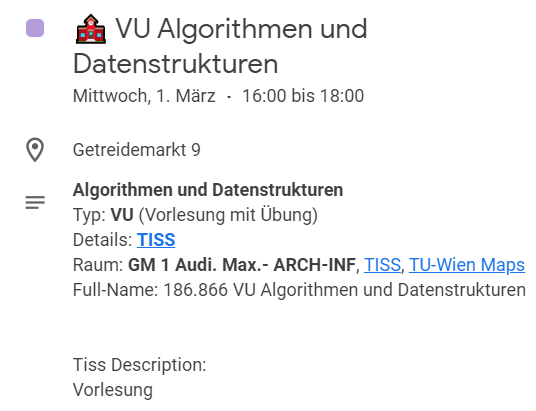 VU Algorithmen und
Datenstrukturen
Mittwoch, 1. März · 16:00 bis 18:00
Getreidemarkt 9
Algorithmen und Datenstrukturen
Typ: VU (Vorlesung mit Übung)
Details: TISS
Raum: GM 1 Audi. Max.- ARCH-INF, TISS, TU-Wien Maps
Full-Name: 186.866 VU Algorithmen und Datenstrukturen
Tiss Description:
Vorlesung